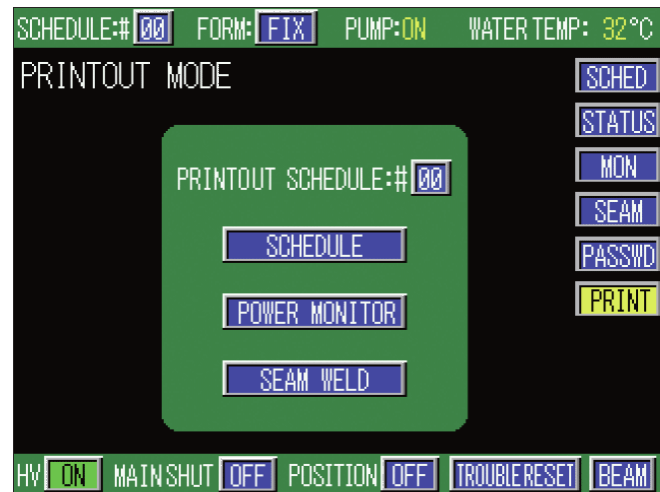 SCHEDULE:# 00 FORM: FIX PUMP:ON WATER TEMP: 32°C
PRINTOUT MODE
SCHED
STATUS
MON
SEAM
PASSWD
PRINT
PRINTOUT SCHEDULE:# 00
SCHEDULE
POWER MONITOR
SEAM WELD
HV ON MAIN SHUT OFF POSITION OFF TROUBLE RESET BEAM